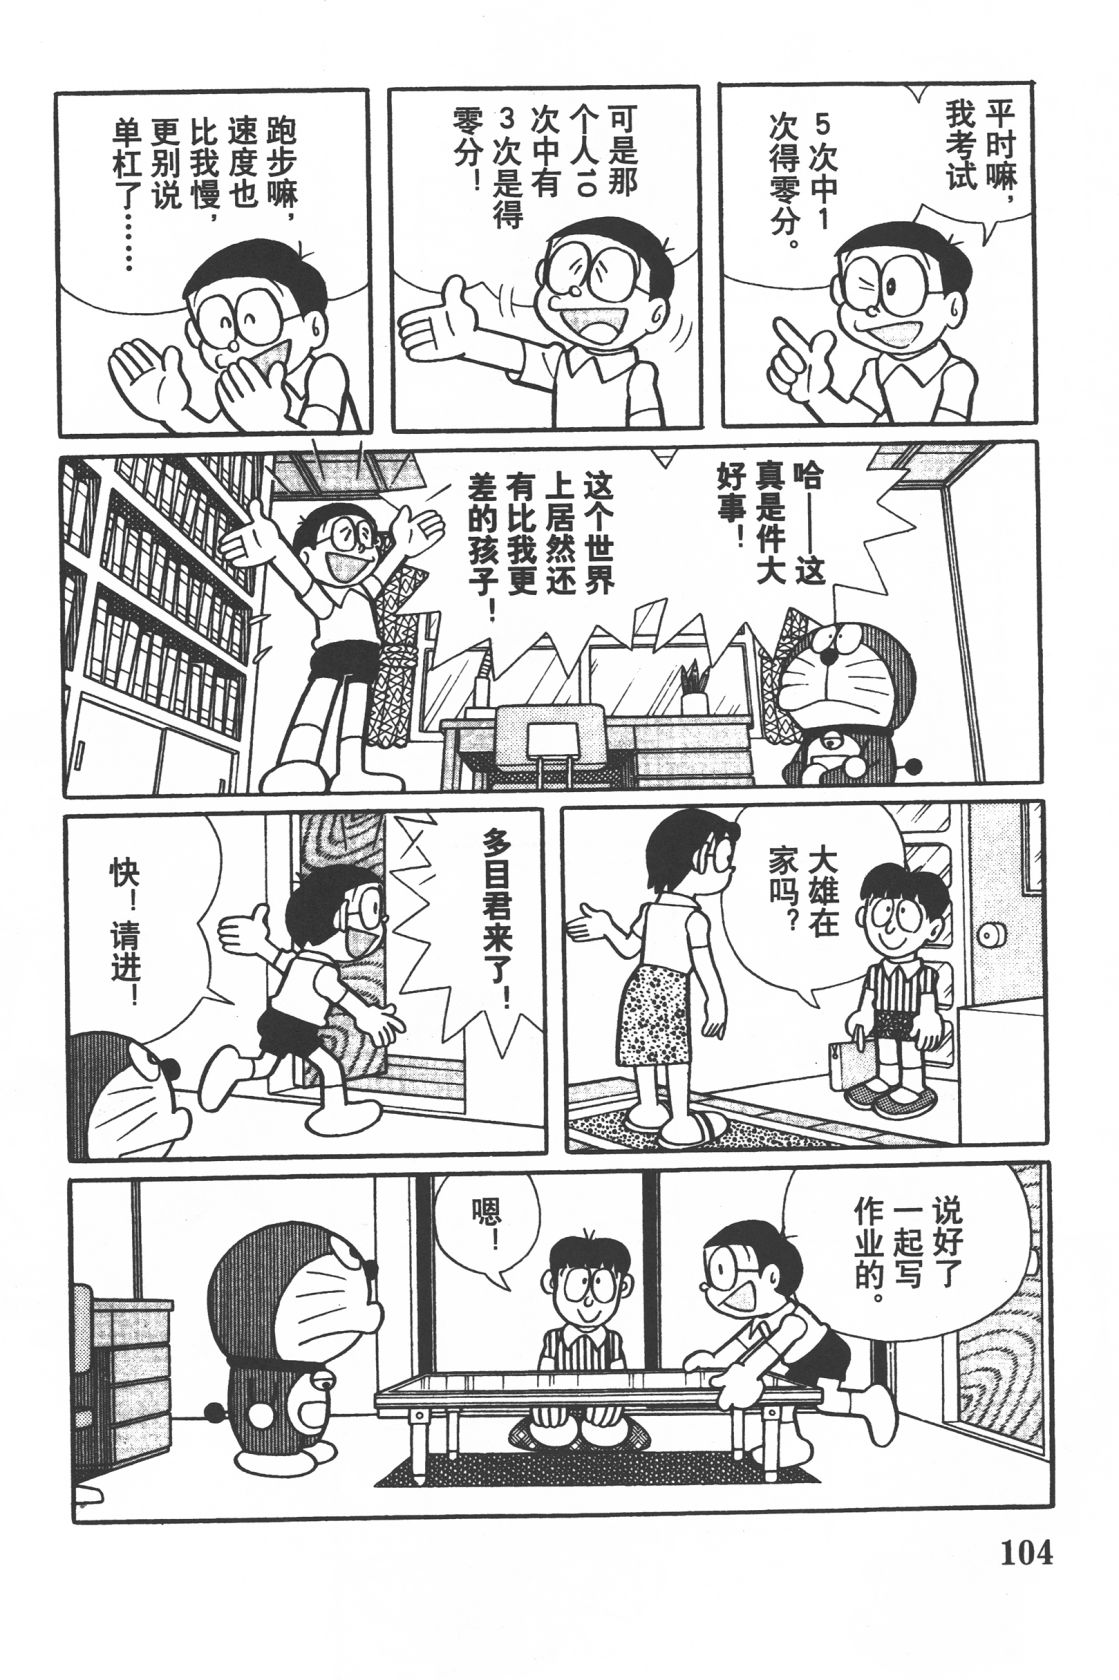 平时嘛，
我考试
5次中1
次得零分。
可是那
个人10
次中有
3次是得
零分！
跑步嘛，
速度也
比我慢，
更别说
单杠了……
哈——这
真是件大
好事！
这个世界
上居然还
有比我更
差的孩子！
大雄在
家吗？
多目君来了！
快！请进！
说好了
一起写
作业的。
嗯！
104